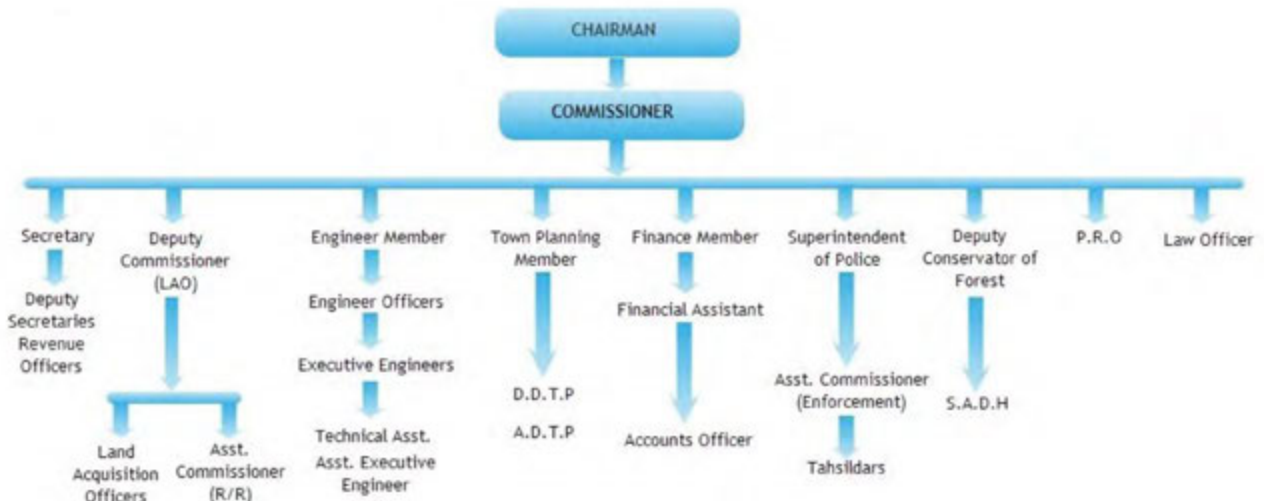 CHAIRMAN
COMMISSIONER
Secretary
Deputy
Secretaries
Revenue
Officers
Deputy
Commissioner
(LAO)
Land
Acquisition
Officers
Asst.
Commissioner
(R/R)
Engineer Member
Engineer Officers
Executive Engineers
Technical Asst.
Asst. Executive
Engineer
Town Planning
Member
D.D.T.P
A.D.T.P
Finance Member
Financial Assistant
Accounts Officer
Superintendent
of Police
Asst. Commissioner
(Enforcement)
Tahsildars
Deputy
Conservator of
Forest
S.A.D.H
P.R.O
Law Officer